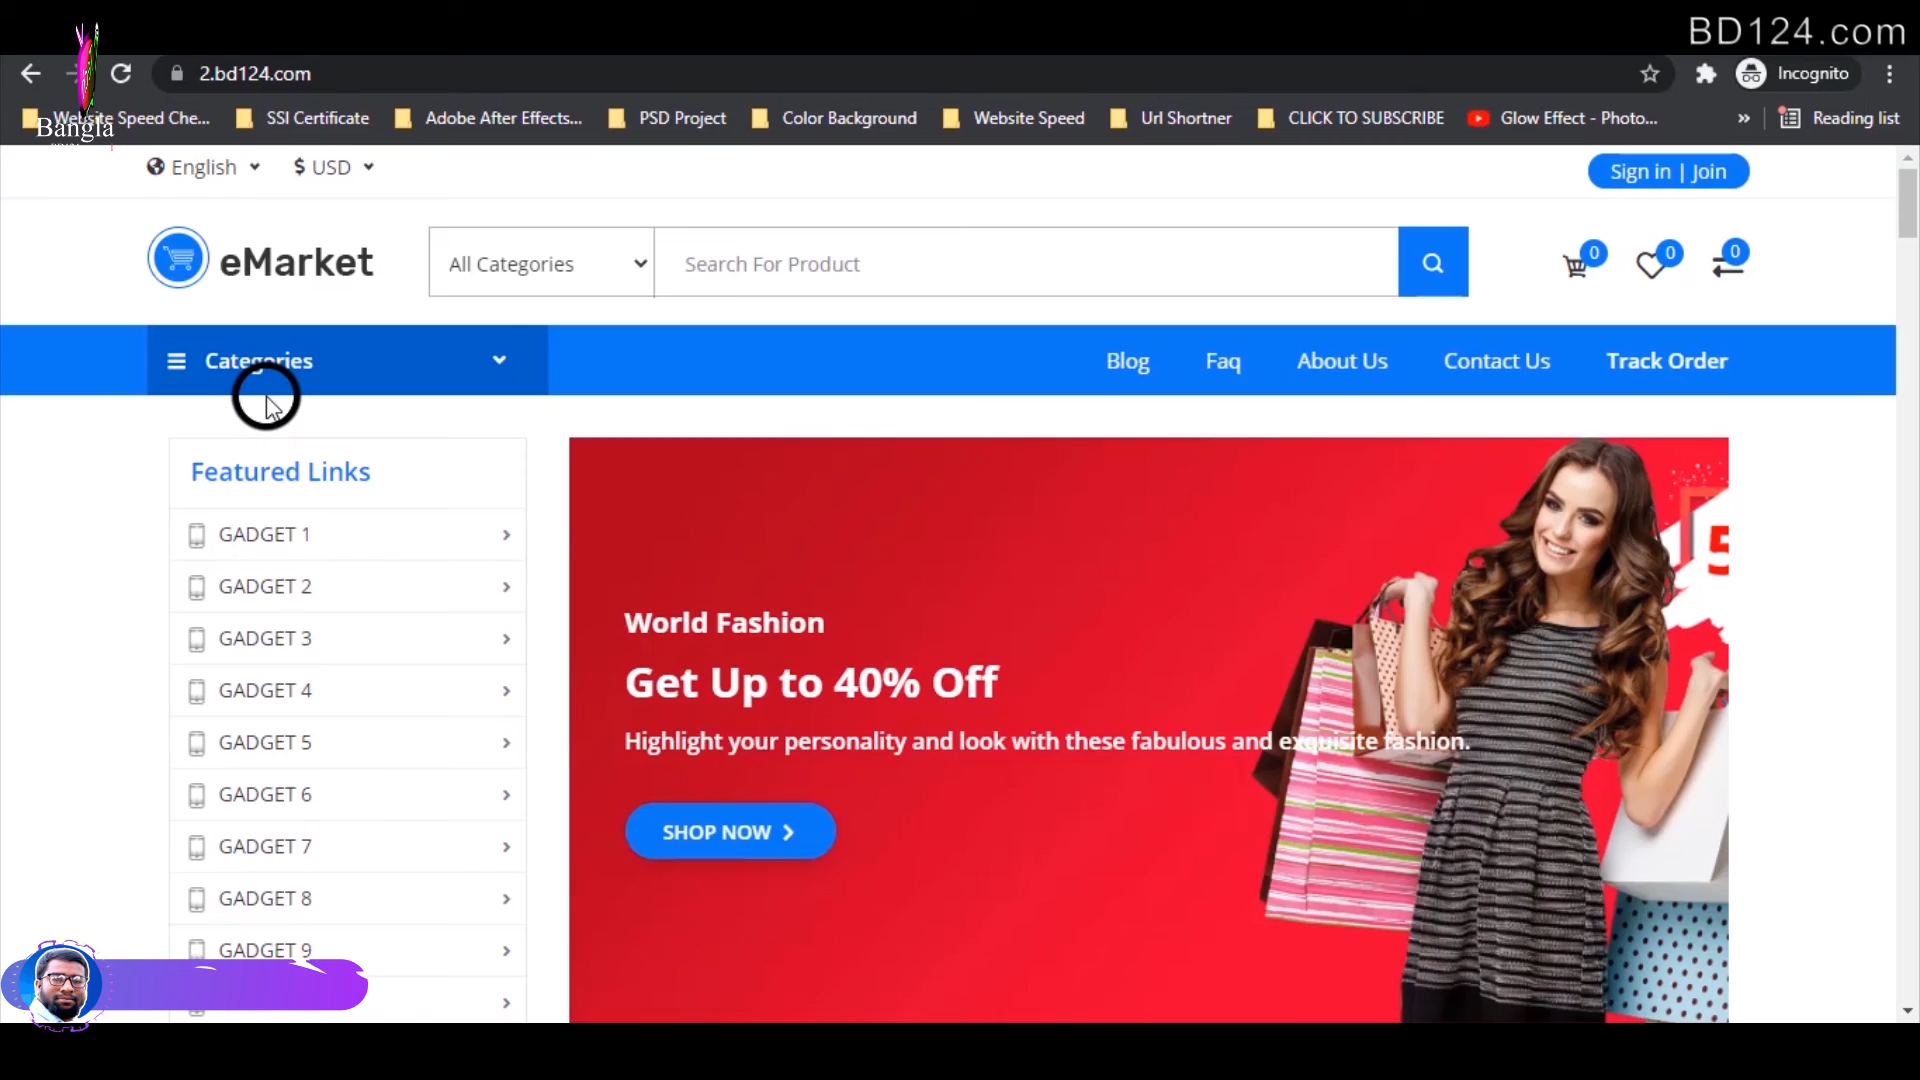 BD124.com
2.bd124.com
Incognito
Website Speed Che...
SSl Certificate
Adobe After Effects...
PSD Project
Color Background
Website Speed
Url Shortner
CLICK TO SUBSCRIBE
Glow Effect - Photo...
»
Reading list
Bangla
English
$ USD
Sign in | Join
eMarket
All Categories
Search For Product
0
0
0
Categories
Blog
Faq
About Us
Contact Us
Track Order
Featured Links
GADGET 1
GADGET 2
GADGET 3
GADGET 4
GADGET 5
GADGET 6
GADGET 7
GADGET 8
GADGET 9
World Fashion
Get Up to 40% Off
Highlight your personality and look with these fabulous and exquisite fashion.
SHOP NOW
5